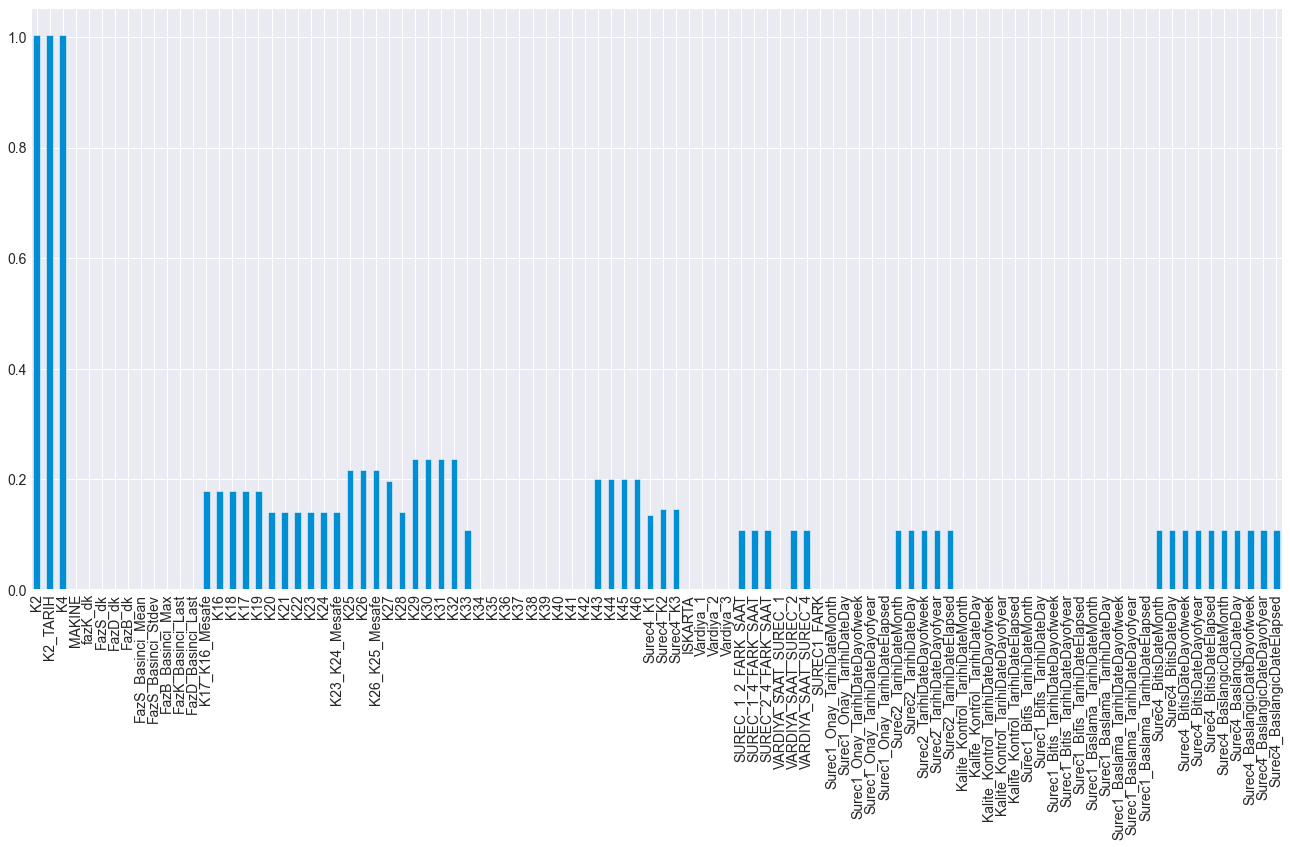 1.0
0.8
0.6
0.4
0.2
0.0
K2
K2_TARIH
K4
MAKINE
fazK_dk
FazS_dk
FazD_dk
FazB_dk
FazS_Basinci_Mean
FazS_Basinci_Stdev
FazB_Basinci_Max
FazK_Basinci_Last
FazD_Basinci_Last
K17_K16_Mesafe
K16
K18
K17
K19
K20
K21
K22
K23
K24
K23_K24_Mesafe
K25
K26
K26_K25_Mesafe
K27
K28
K29
K30
K31
K32
K33
K34
K35
K36
K37
K38
K39
K40
K41
K42
K43
K44
K45
K46
Surec4_K1
Surec4_K2
Surec4_K3
ISKARTA
Vardiya_1
Vardiya_2
Vardiya_3
SUREC_1_2_FARK_SAAT
SUREC_1_4_FARK_SAAT
SUREC_2_4_FARK_SAAT
VARDIYA_SAAT_SUREC_1
VARDIYA_SAAT_SUREC_2
VARDIYA_SAAT_SUREC_4
_SUREC1_FARK
Surec1_Onay_TarihiDateMonth
Surec1_Onay_TarihiDateDay
Surec1_Onay_TarihiDateDayofweek
Surec1_Onay_TarihiDateDayofyear
Surec1_Onay_TarihiDateElapsed
Surec2_TarihiDateMonth
Surec2_TarihiDateDay
Surec2_TarihiDateDayofweek
Surec2_TarihiDateDayofyear
Surec2_TarihiDateElapsed
Kalite_Kontrol_TarihiDateMonth
Kalite_Kontrol_TarihiDateDay
Kalite_Kontrol_TarihiDateDayofweek
Kalite_Kontrol_TarihiDateDayofyear
Kalite_Kontrol_TarihiDateElapsed
Surec1_Bitis_TarihiDateMonth
Surec1_Bitis_TarihiDateDay
Surec1_Bitis_TarihiDateDayofweek
Surec1_Bitis_TarihiDateDayofyear
Surec1_Bitis_TarihiDateElapsed
Surec1_Baslama_TarihiDateMonth
Surec1_Baslama_TarihiDateDay
Surec1_Baslama_TarihiDateDayofweek
Surec1_Baslama_TarihiDateDayofyear
Surec1_Baslama_TarihiDateElapsed
Surec4_BitisDateMonth
Surec4_BitisDateDay
Surec4_BitisDateDayofweek
Surec4_BitisDateDayofyear
Surec4_BitisDateElapsed
Surec4_BaslangicDateMonth
Surec4_BaslangicDateDay
Surec4_BaslangicDateDayofweek
Surec4_BaslangicDateDayofyear
Surec4_BaslangicDateElapsed